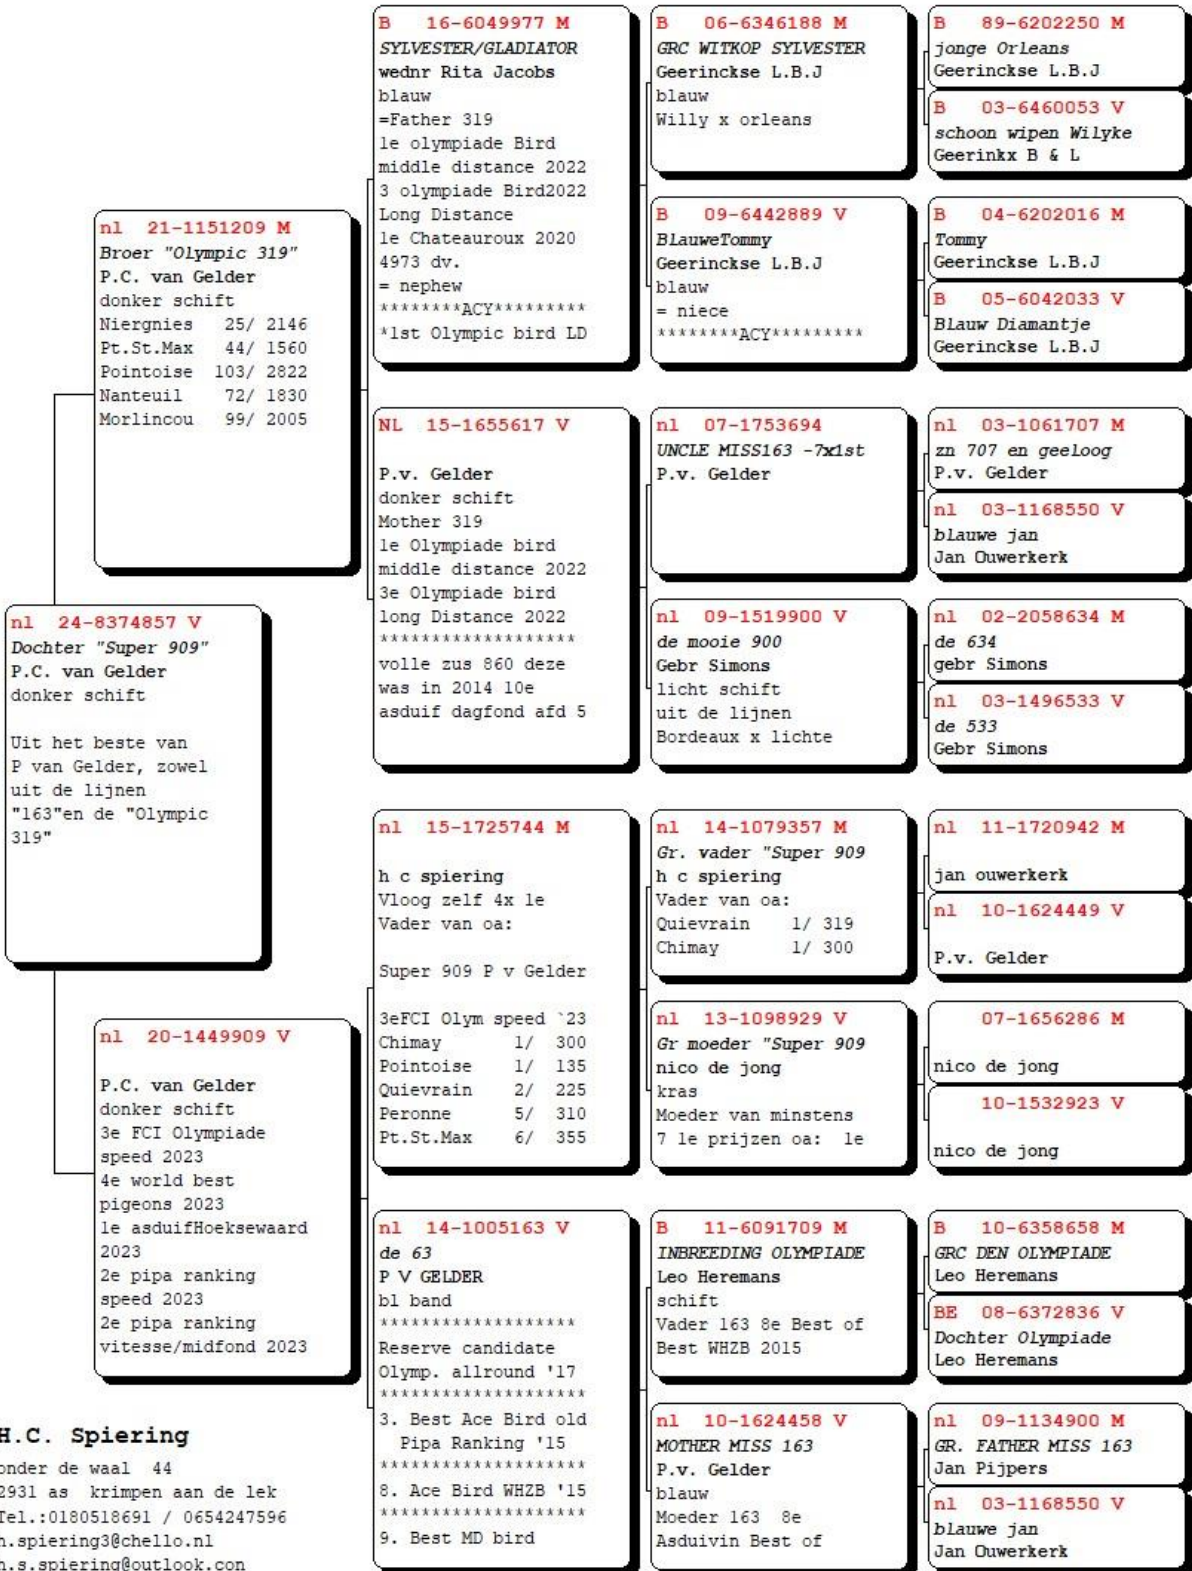 nl 24-8374857 V
Dochter "Super 909"
P.C. van Gelder
donker schift
Uit het beste van
P van Gelder, zowel
uit de lijnen
"163"en de "Olympic
319"
nl 21-1151209 M
Broer "Olympic 319"
P.C. van Gelder
donker schift
Niergnies 25/ 2146
Pt.St.Max 44/ 1560
Pointoise 103/ 2822
Nanteuil 72/ 1830
Morlincou 99/ 2005
nl 20-1449909 V
P.C. van Gelder
donker schift
3e FCI Olympiade
speed 2023
4e world best
pigeons 2023
1e asduifHoeksewaard
2023
2e pipa ranking
speed 2023
2e pipa ranking
vitesse/midfond 2023
B 16-6049977 M
SYLVESTER/GLADIATOR
wednr Rita Jacobs
blauw
=Father 319
1e olympiade Bird
middle distance 2022
3 olympiade Bird2022
Long Distance
1e Chateauroux 2020
4973 dv.
= nephew
********ACY*********
*1st Olympic bird LD
NL 15-1655617 V
P.v. Gelder
donker schift
Mother 319
1e Olympiade bird
middle distance 2022
3e Olympiade bird
long Distance 2022
*******************
volle zus 860 deze
was in 2014 10e
asduif dagfond afd 5
nl 15-1725744 M
h c spiering
Vloog zelf 4x 1e
Vader van oa:
Super 909 P v Gelder
3eFCI Olym speed `23
Chimay 1/ 300
Pointoise 1/ 135
Quievrain 2/ 225
Peronne 5/ 310
Pt.St.Max 6/ 355
nl 14-1005163 V
de 63
P V GELDER
bl band
*******************
Reserve candidate
Olymp. allround '17
********************
3. Best Ace Bird old
Pipa Ranking '15
********************
8. Ace Bird WHZB '15
********************
9. Best MD bird
B 06-6346188 M
GRC WITKOP SYLVESTER
Geerinckse L.B.J
blauw
Willy x orleans
B 09-6442889 V
BlauweTommy
Geerinckse L.B.J
blauw
= niece
********ACY*********
nl 07-1753694
UNCLE MISS163 -7x1st
P.v. Gelder
nl 09-1519900 V
de mooie 900
Gebr Simons
licht schift
uit de lijnen
Bordeaux x lichte
nl 14-1079357 M
Gr. vader "Super 909
h c spiering
Vader van oa:
Quievrain 1/ 319
Chimay 1/ 300
nl 13-1098929 V
Gr moeder "Super 909
nico de jong
kras
Moeder van minstens
7 1e prijzen oa: 1e
B 11-6091709 M
INBREEDING OLYMPIADE
Leo Heremans
schift
Vader 163 8e Best of
Best WHZB 2015
nl 10-1624458 V
MOTHER MISS 163
P.v. Gelder
blauw
Moeder 163 8e
Asduivin Best of
B 89-6202250 M
jonge Orleans
Geerinckse L.B.J
B 03-6460053 V
schoon wipen Wilyke
Geerinkx B & L
B 04-6202016 M
Tommy
Geerinckse L.B.J
B 05-6042033 V
Blauw Diamantje
Geerinckse L.B.J
nl 03-1061707 M
zn 707 en geeloog
P.v. Gelder
nl 03-1168550 V
blauwe jan
Jan Ouwerkerk
nl 02-2058634 M
de 634
gebr Simons
nl 03-1496533 V
de 533
Gebr Simons
nl 11-1720942 M
jan ouwerkerk
nl 10-1624449 V
P.v. Gelder
07-1656286 M
nico de jong
10-1532923 V
nico de jong
B 10-6358658 M
GRC DEN OLYMPIADE
Leo Heremans
BE 08-6372836 V
Dochter Olympiade
Leo Heremans
nl 09-1134900 M
GR. FATHER MISS 163
Jan Pijpers
nl 03-1168550 V
blauwe jan
Jan Ouwerkerk
H.C. Spiering
onder de waal 44
2931 as krimpen aan de lek
Tel.:0180518691 / 0654247596
h.spiering3@chello.nl
h.s.spiering@outlook.con